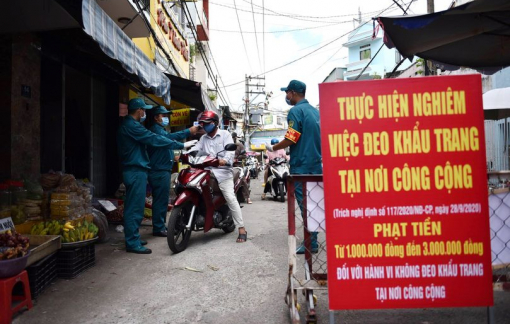 THỰC HIỆN NGHIÊM
VIỆC ĐEO KHẨU TRANG
TẠI NƠI CÔNG CỘNG
(Trích nghị định số 117/2020/NĐ-CP, ngày 28/9/2020)
PHẠT TIỀN
Từ 1.000.000 đồng đến 3.000.000 đồng
ĐỐI VỚI HÀNH VI KHÔNG ĐEO KHẨU TRANG
TẠI NƠI CÔNG CỘNG